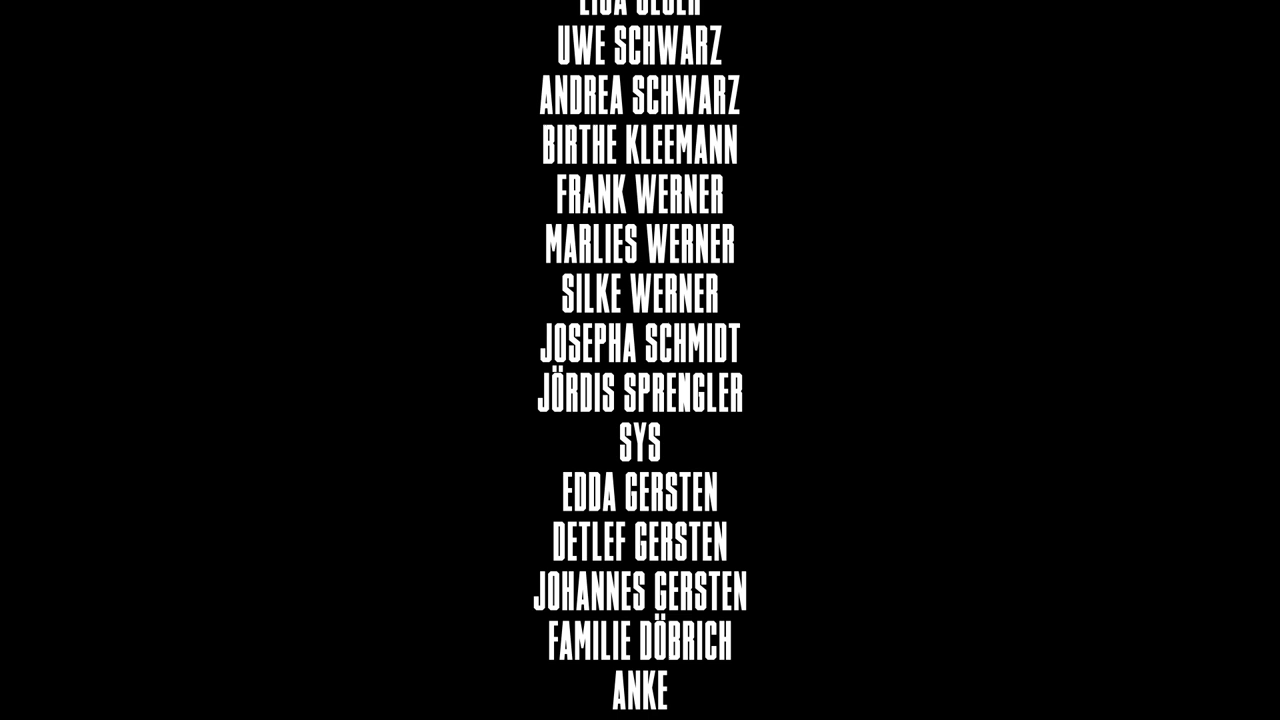 UWE SCHWARZ
ANDREA SCHWARZ
BIRTHE KLEEMANN
FRANK WERNER
MARLIES WERNER
SILKE WERNER
JOSEPHA SCHMIDT
JÖRDIS SPRENGLER
SYS
EDDA GERSTEN
DETLEF GERSTEN
JOHANNES GERSTEN
FAMILIE DÖBRICH
ANKE